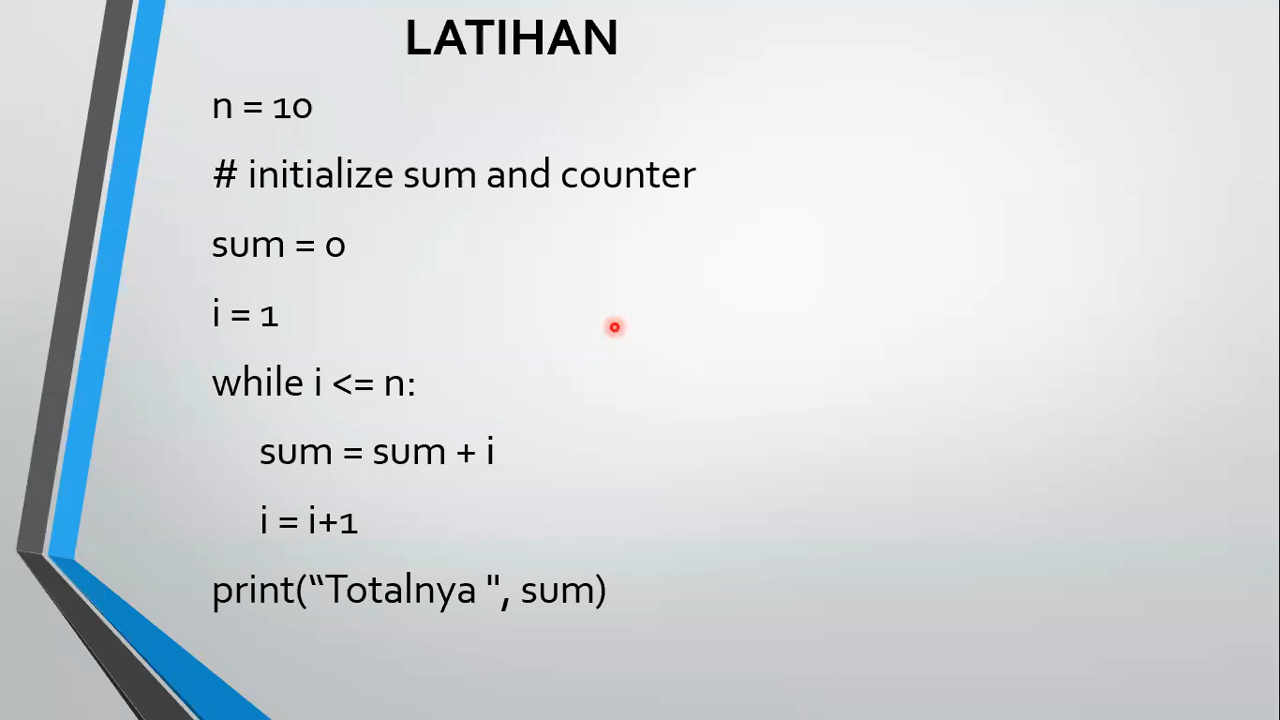 LATIHAN
n = 10
# initialize sum and counter
sum = 0
i = 1
while i <= n:
sum = sum + i
i = i+1
print(“Totalnya ", sum)